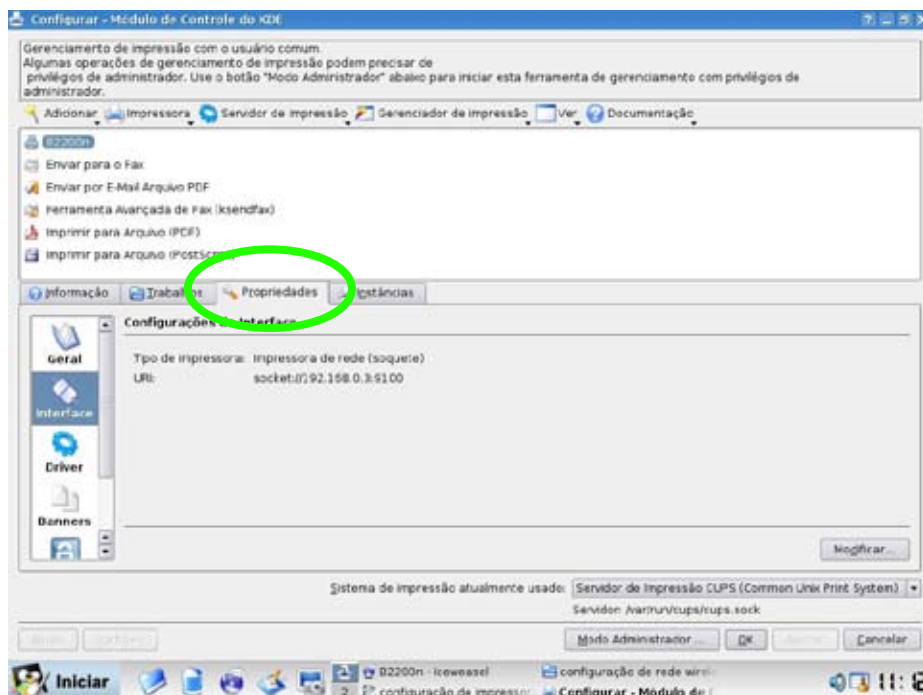 Configurar - Módulo de Controle do KDE
Gerenciamento de impressão com o usuário comum.
Algumas operações de gerenciamento de impressão podem precisar de
privilégios de administrador. Use o botão "Modo Administrador" abaixo para iniciar esta ferramenta de gerenciamento com privilégios de
administrador.
Adicionar Impressora Servidor de impressão Gerenciador de impressão Ver Documentação
B2200n
Enviar para o Fax
Enviar por E-Mail Arquivo PDF
Ferramenta Avançada de Fax (ksendfax)
Imprimir para Arquivo (PDF)
Imprimir para Arquivo (PostScript)
Informação Trabalhos Propriedades Instâncias
Configurações da Interface
Geral
Tipo de impressora: Impressora de rede (soquete)
URI: socket://192.168.0.3:9100
Interface
Driver
Banners
Modificar...
Sistema de impressão atualmente usado: Servidor de Impressão CUPS (Common Unix Print System)
Servidor: /var/run/cups/cups.sock
Modo Administrador... OK Cancelar
Iniciar
B2200n - Iceweasel
configuração de rede wirel
2
configuração de impressor
Configurar - Módulo de